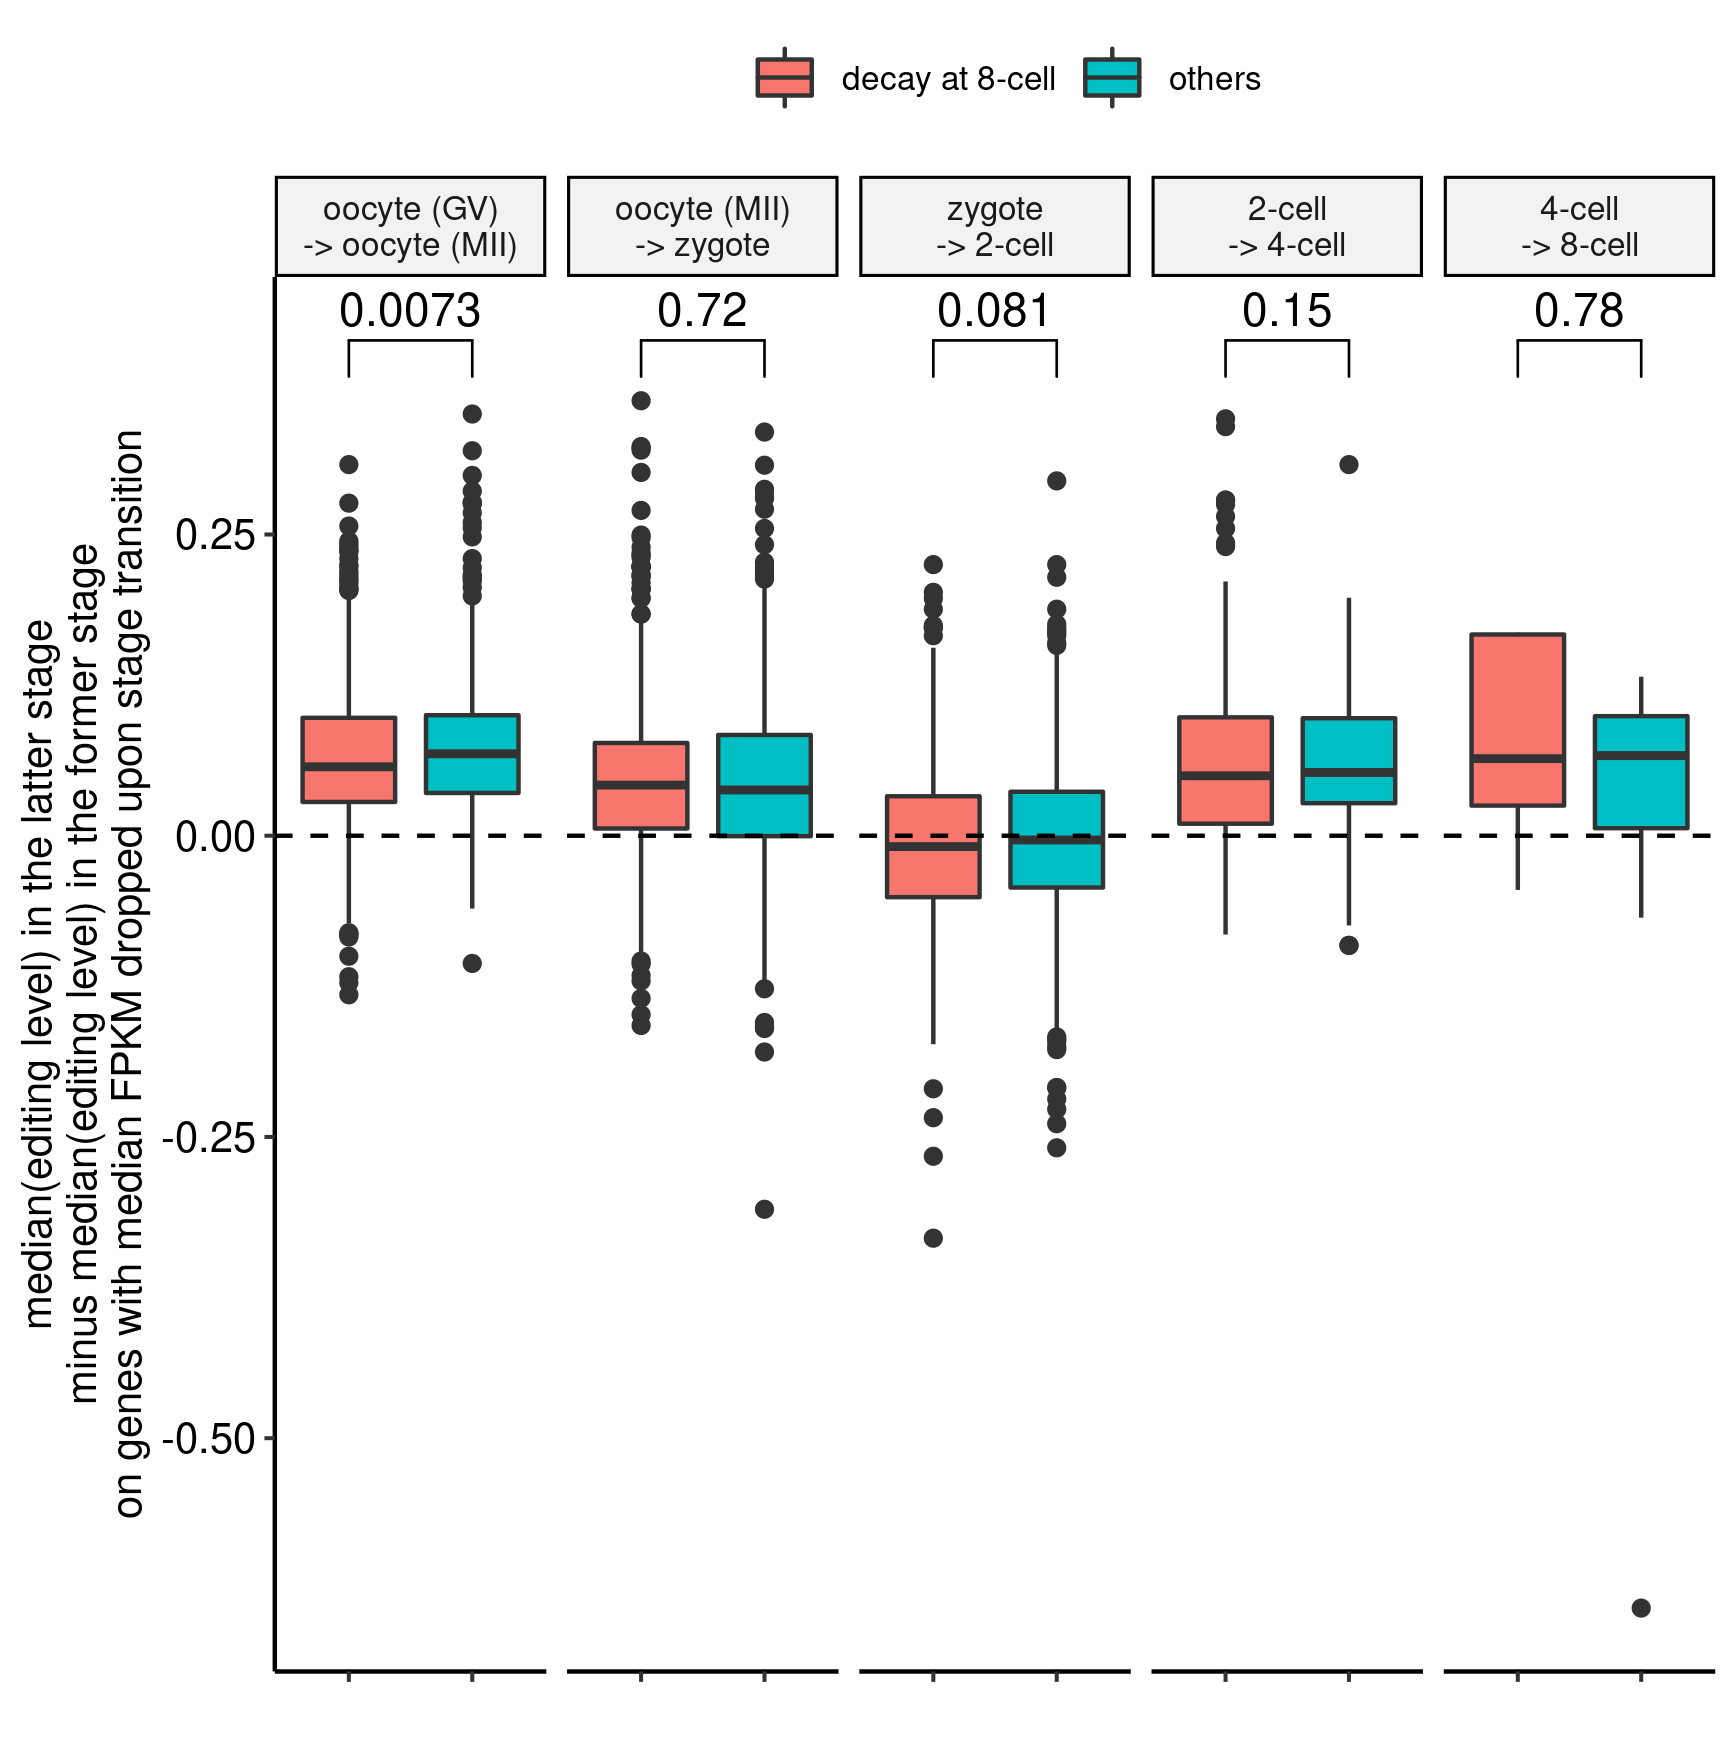 decay at 8-cell
others
oocyte (GV)
-> oocyte (MII)
oocyte (MII)
-> zygote
zygote
-> 2-cell
2-cell
-> 4-cell
4-cell
-> 8-cell
0.0073
0.72
0.081
0.15
0.78
median(editing level) in the latter stage
minus median(editing level) in the former stage
on genes with median FPKM dropped upon stage transition
0.25
0.00
-0.25
-0.50